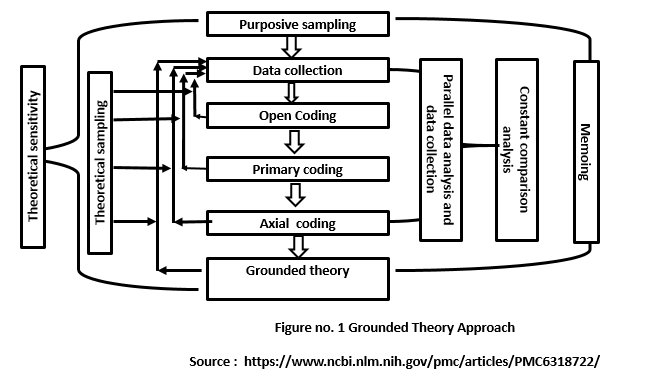 Purposive sampling
Data collection
Open Coding
Primary coding
Axial coding
Grounded theory
Theoretical sensitivity
Theoretical sampling
Parallel data analysis and
data collection
Constant comparison
analysis
Memoing
Figure no. 1 Grounded Theory Approach
Source : https://www.ncbi.nlm.nih.gov/pmc/articles/PMC6318722/